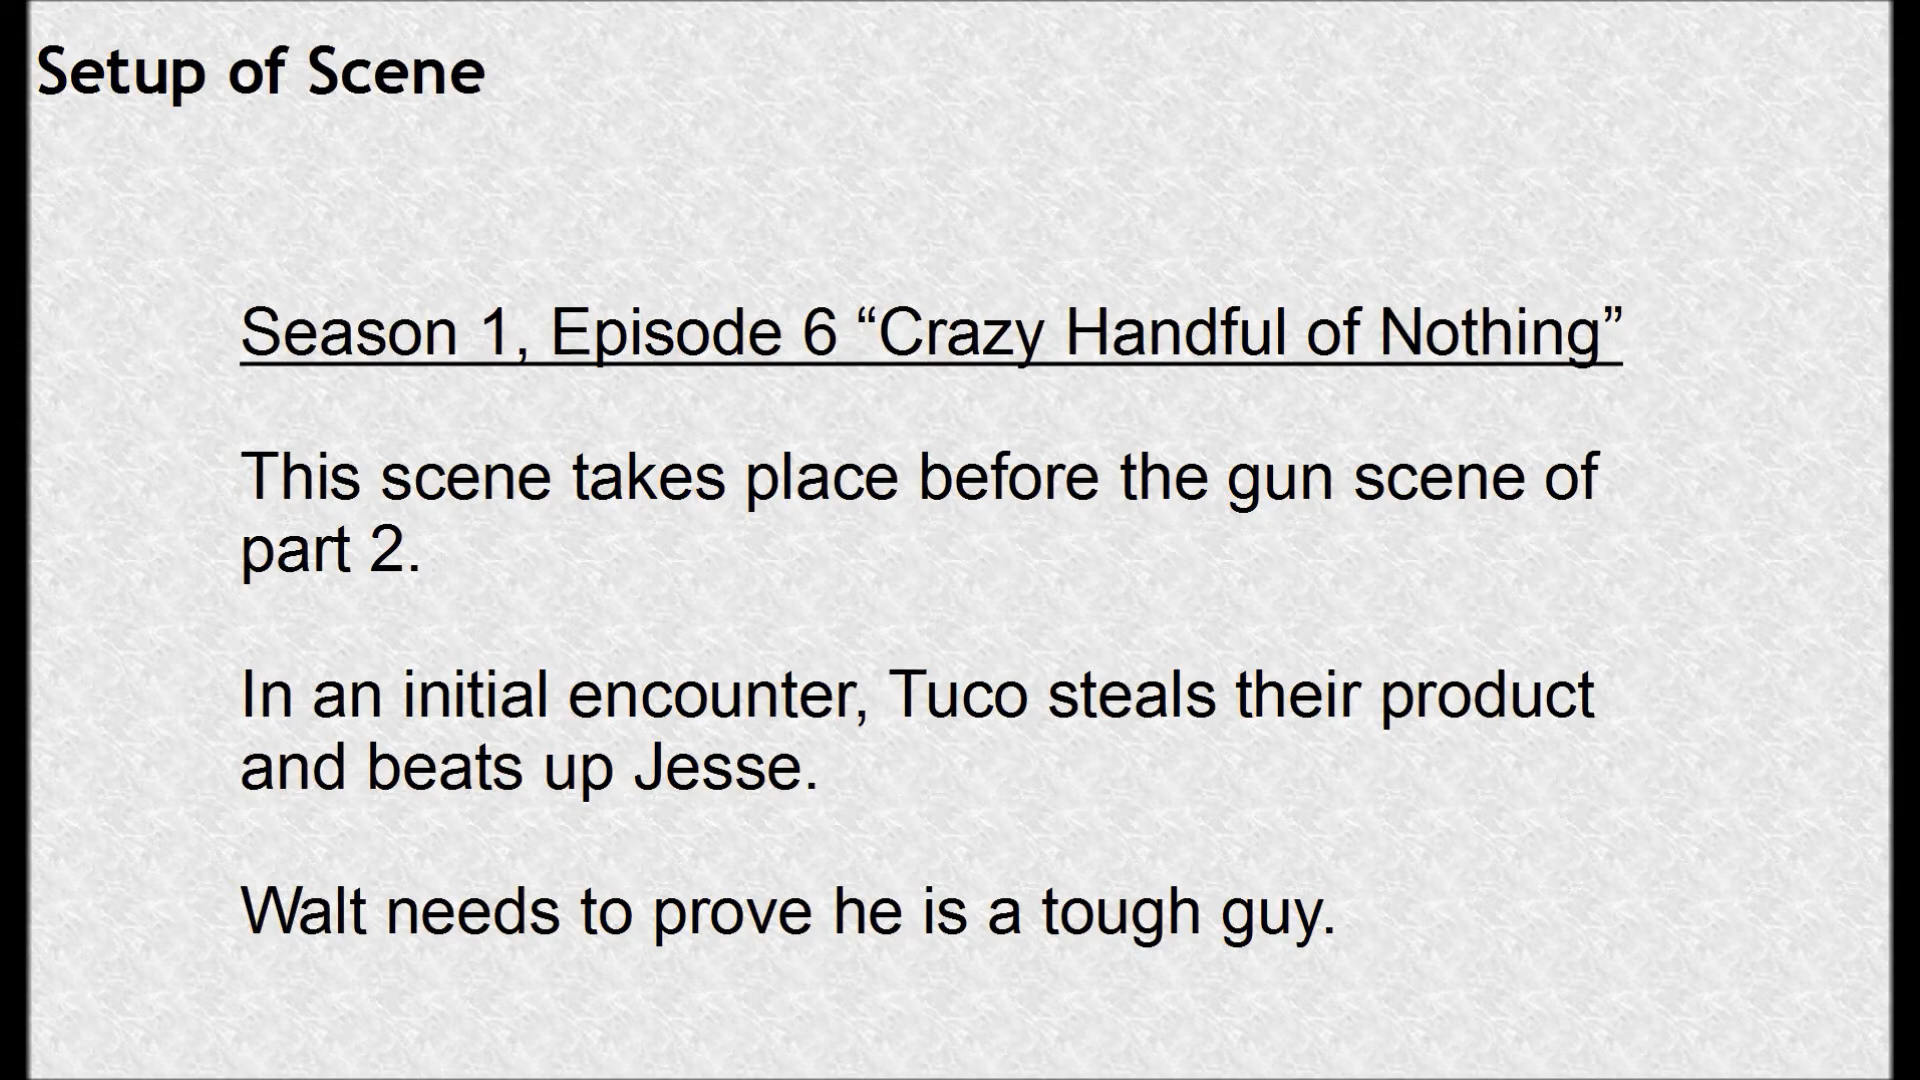 Setup of Scene
Season 1, Episode 6 “Crazy Handful of Nothing”
This scene takes place before the gun scene of
part 2.
In an initial encounter, Tuco steals their product
and beats up Jesse.
Walt needs to prove he is a tough guy.